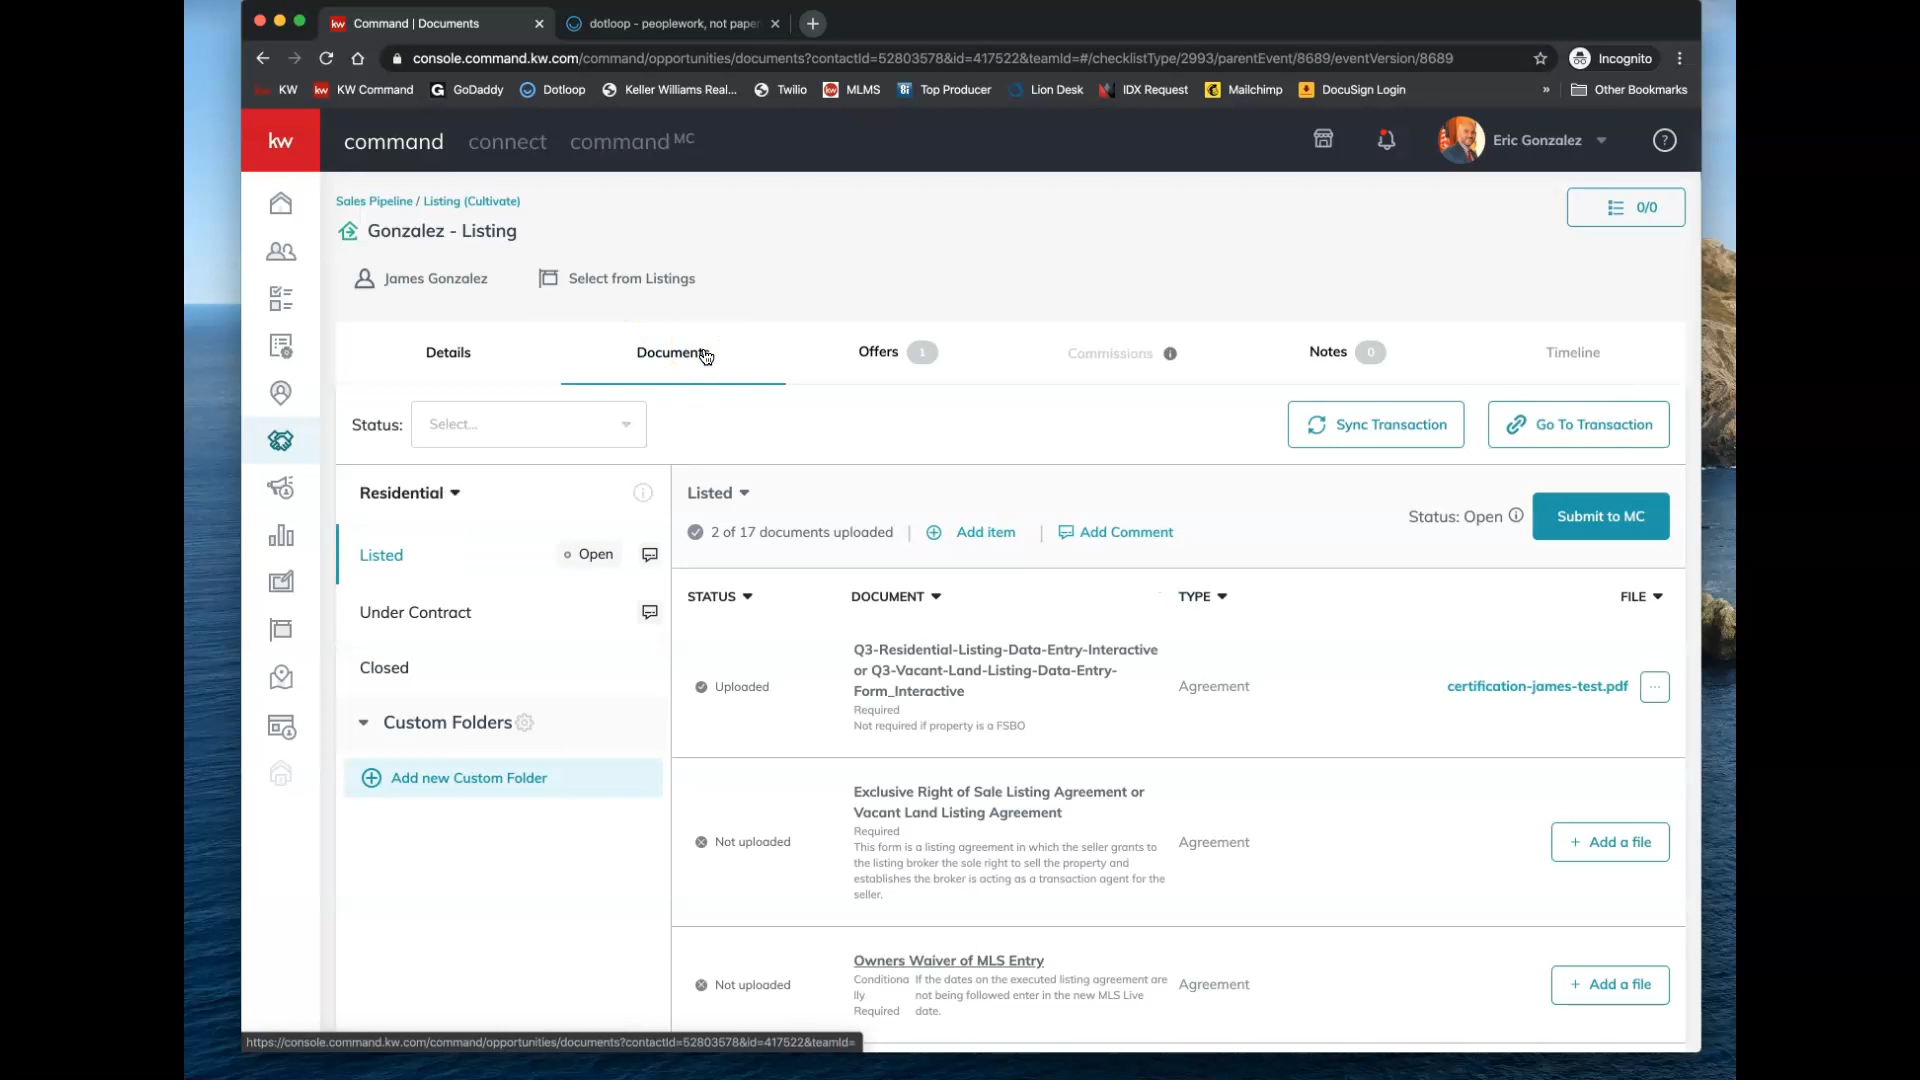 kw Command | Documents
dotloop - peoplework, not paper
console.command.kw.com/command/opportunities/documents?contactId=52803578&id=417522&teamId=#/checklistType/2993/parentEvent/8689/eventVersion/8689
Incognito
KW
kw KW Command
G GoDaddy
Dotloop
Keller Williams Real...
Twilio
kw MLMS
Top Producer
Lion Desk
IDX Request
Mailchimp
DocuSign Login
»
Other Bookmarks
kw
command connect command MC
Eric Gonzalez
?
Sales Pipeline / Listing (Cultivate)
0/0
Gonzalez - Listing
James Gonzalez
Select from Listings
Details
Documents
Offers 1
Commissions i
Notes 0
Timeline
Status: Select...
Sync Transaction
Go To Transaction
Residential
Listed Open
Under Contract
Closed
Custom Folders
Add new Custom Folder
Listed
2 of 17 documents uploaded | Add item | Add Comment
Status: Open
Submit to MC
STATUS DOCUMENT TYPE FILE
Uploaded
Q3-Residential-Listing-Data-Entry-Interactive
or Q3-Vacant-Land-Listing-Data-Entry-
Form_Interactive
Required
Not required if property is a FSBO
Agreement
certification-james-test.pdf
...
Not uploaded
Exclusive Right of Sale Listing Agreement or
Vacant Land Listing Agreement
Required
This form is a listing agreement in which the seller grants to
the listing broker the sole right to sell the property and
establishes the broker is acting as a transaction agent for the
seller.
Agreement
+ Add a file
Not uploaded
Owners Waiver of MLS Entry
Conditiona If the dates on the executed listing agreement are
lly not being followed enter in the new MLS Live
Required date.
Agreement
+ Add a file
https://console.command.kw.com/command/opportunities/documents?contactId=52803578&id=417522&teamId=